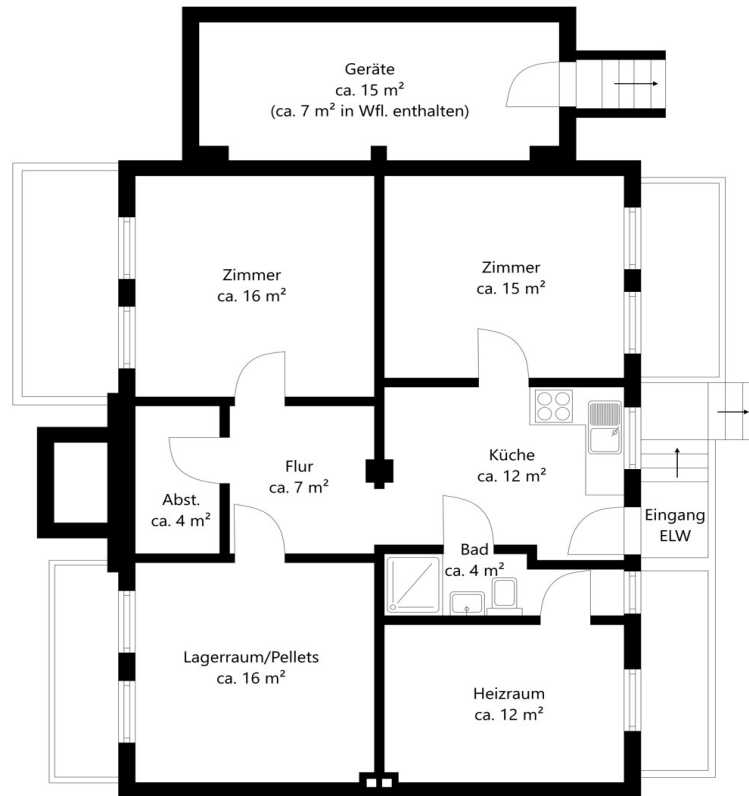 Geräte
ca. 15 m²
(ca. 7 m² in Wfl. enthalten)
Zimmer
ca. 16 m²
Zimmer
ca. 15 m²
Abst.
ca. 4 m²
Flur
ca. 7 m²
Küche
ca. 12 m²
Eingang
ELW
Bad
ca. 4 m²
Lagerraum/Pellets
ca. 16 m²
Heizraum
ca. 12 m²